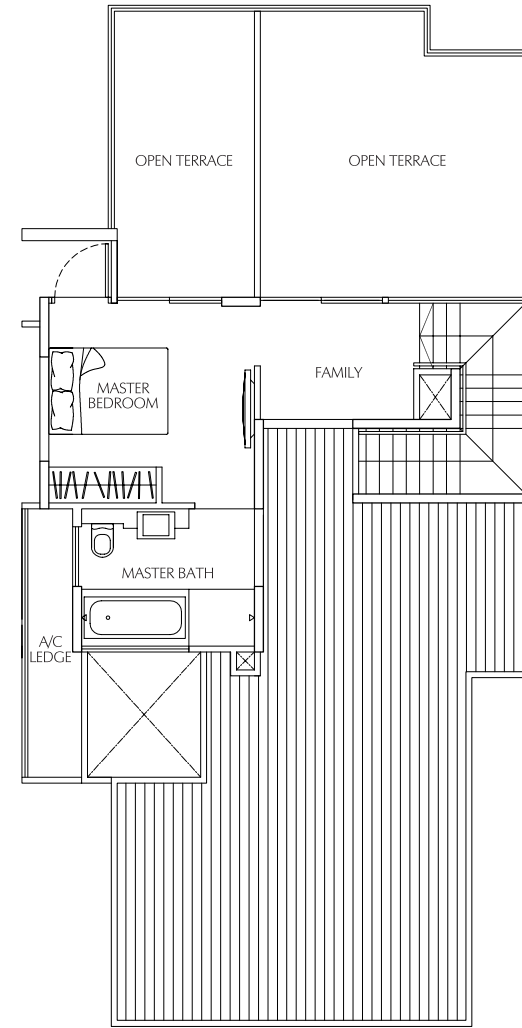 OPEN TERRACE
OPEN TERRACE
MASTER
BEDROOM
FAMILY
MASTER BATH
A/C
LEDGE